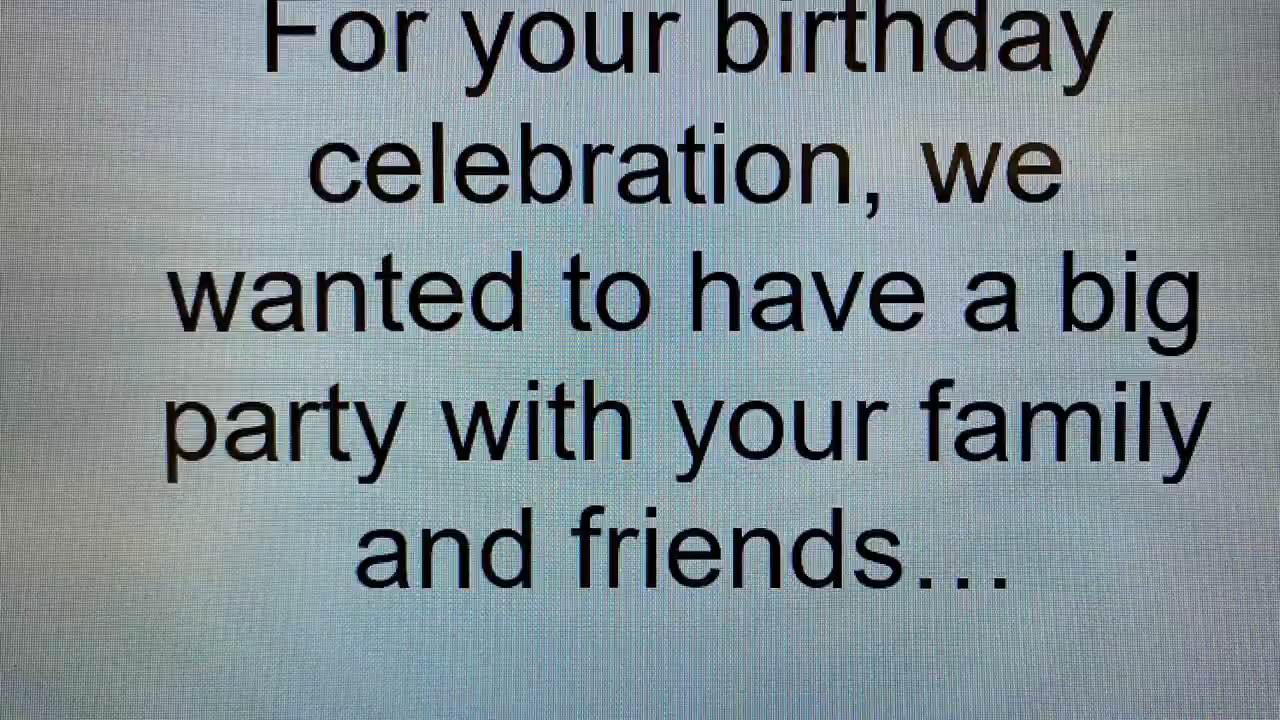 For your birthday
celebration, we
wanted to have a big
party with your family
and friends...